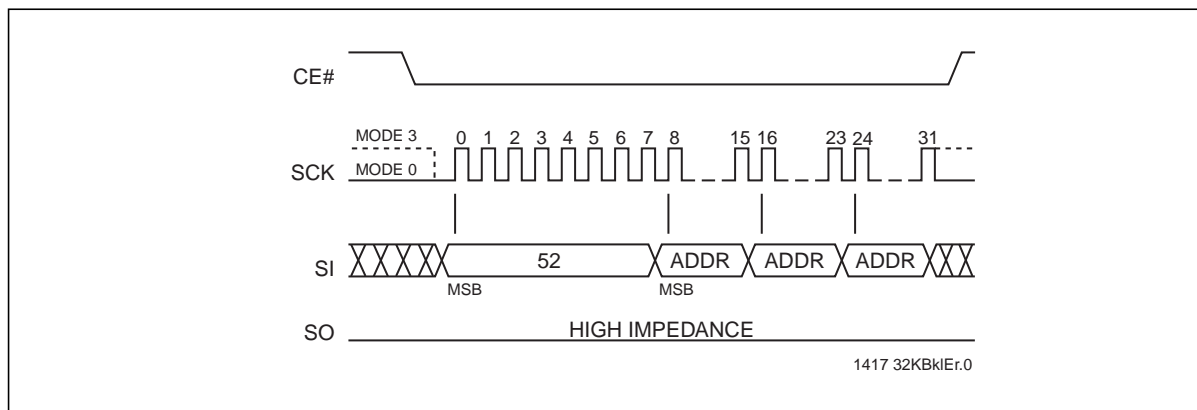 CE#
MODE 3
0 1 2 3 4 5 6 7 8 15 16 23 24 31
SCK
MODE 0
SI
52 ADDR ADDR ADDR
MSB MSB
SO
HIGH IMPEDANCE
1417 32KBklEr.0